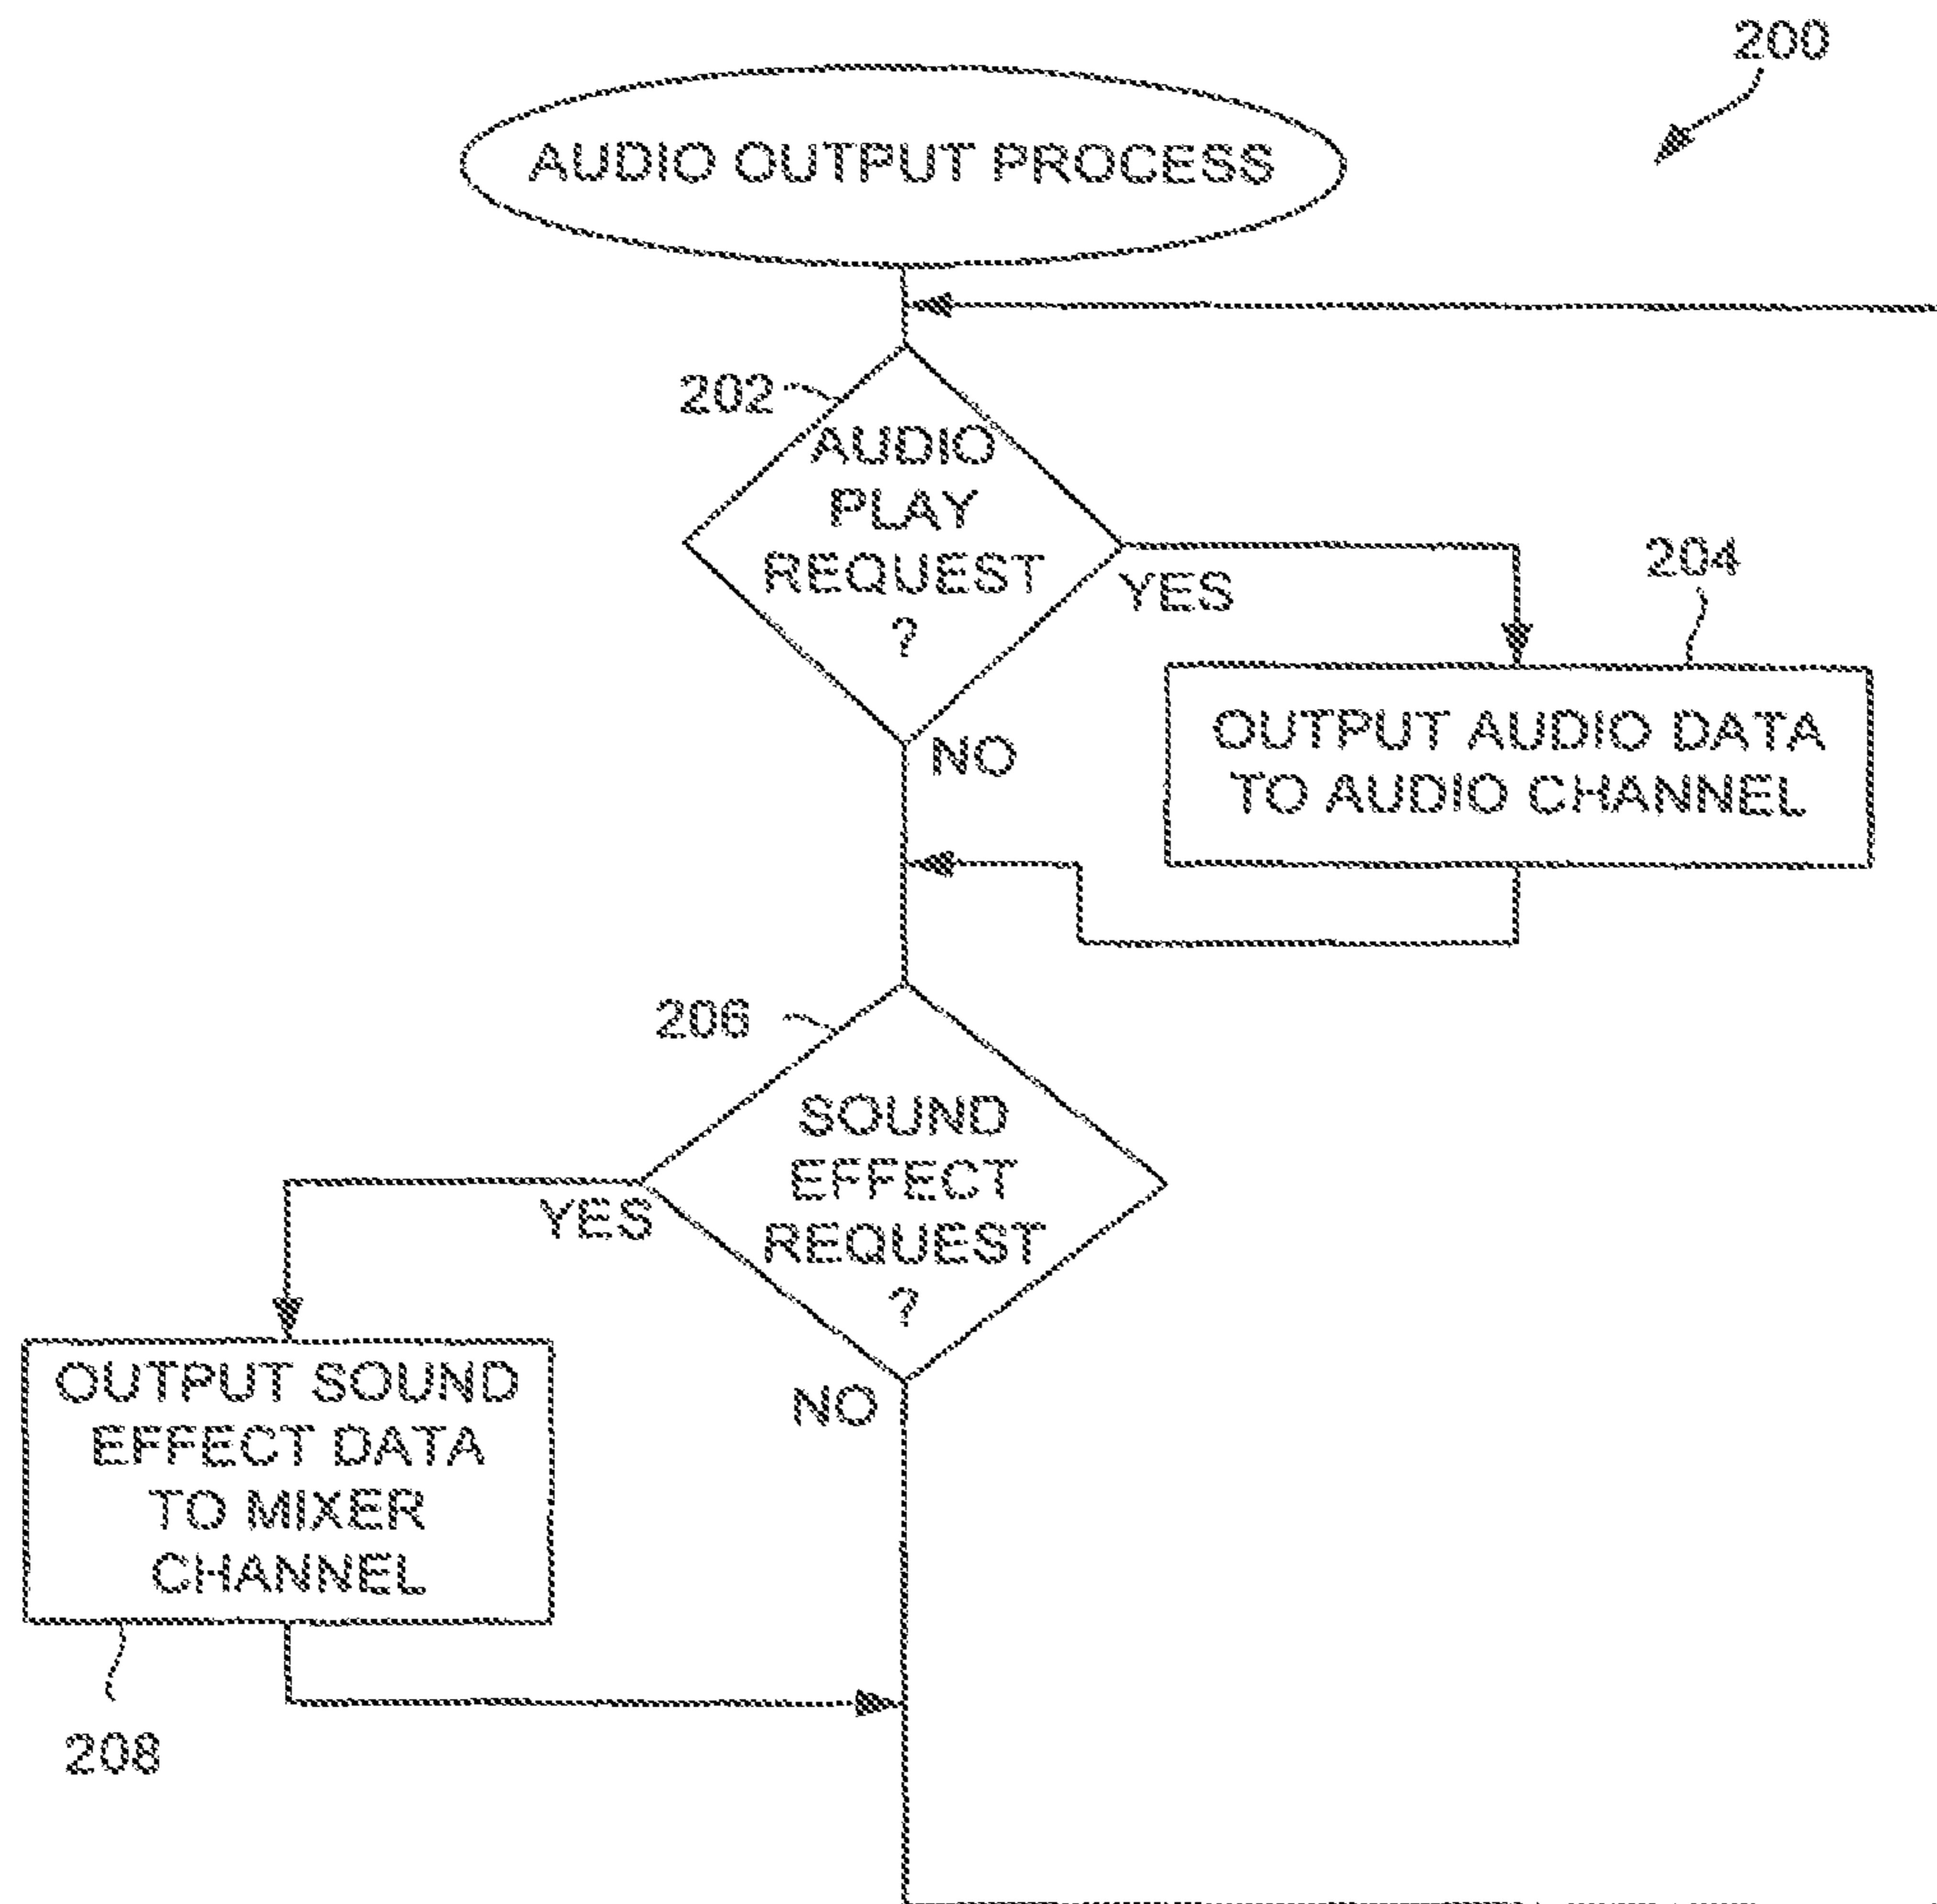 200
AUDIO OUTPUT PROCESS
202
AUDIO
PLAY
REQUEST
?
YES
204
NO
OUTPUT AUDIO DATA
TO AUDIO CHANNEL
206
SOUND
EFFECT
REQUEST
?
YES
NO
OUTPUT SOUND
EFFECT DATA
TO MIXER
CHANNEL
208